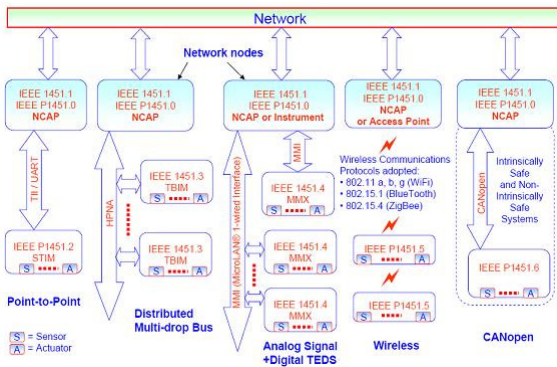 Network
Network nodes
IEEE 1451.1
IEEE P1451.0
NCAP
IEEE 1451.1
IEEE P1451.0
NCAP
IEEE 1451.1
IEEE P1451.0
NCAP or Instrument
IEEE 1451.1
IEEE P1451.0
NCAP
or Access Point
IEEE 1451.1
IEEE P1451.0
NCAP
TII / UART
IEEE P1451.2
STIM
S A
Point-to-Point
HPNA
IEEE 1451.3
TBIM
S A
IEEE 1451.3
TBIM
S A
Distributed
Multi-drop Bus
MMI (MicroLAN® 1-wired Interface)
MMI
IEEE 1451.4
MMX
S A
IEEE 1451.4
MMX
S A
IEEE 1451.4
MMX
S A
Analog Signal
+Digital TEDS
Wireless Communications
Protocols adopted:
• 802.11 a, b, g (WiFi)
• 802.15.1 (BlueTooth)
• 802.15.4 (ZigBee)
IEEE P1451.5
S A
IEEE P1451.5
S A
Wireless
CANopen
Intrinsically
Safe
and Non-
Intrinsically
Safe
Systems
IEEE P1451.6
S A
CANopen
S = Sensor
A = Actuator